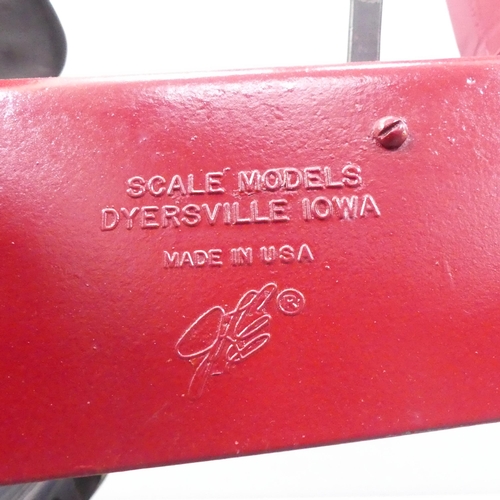 SCALE MODELS
DYERSVILLE IOWA
MADE IN USA
®